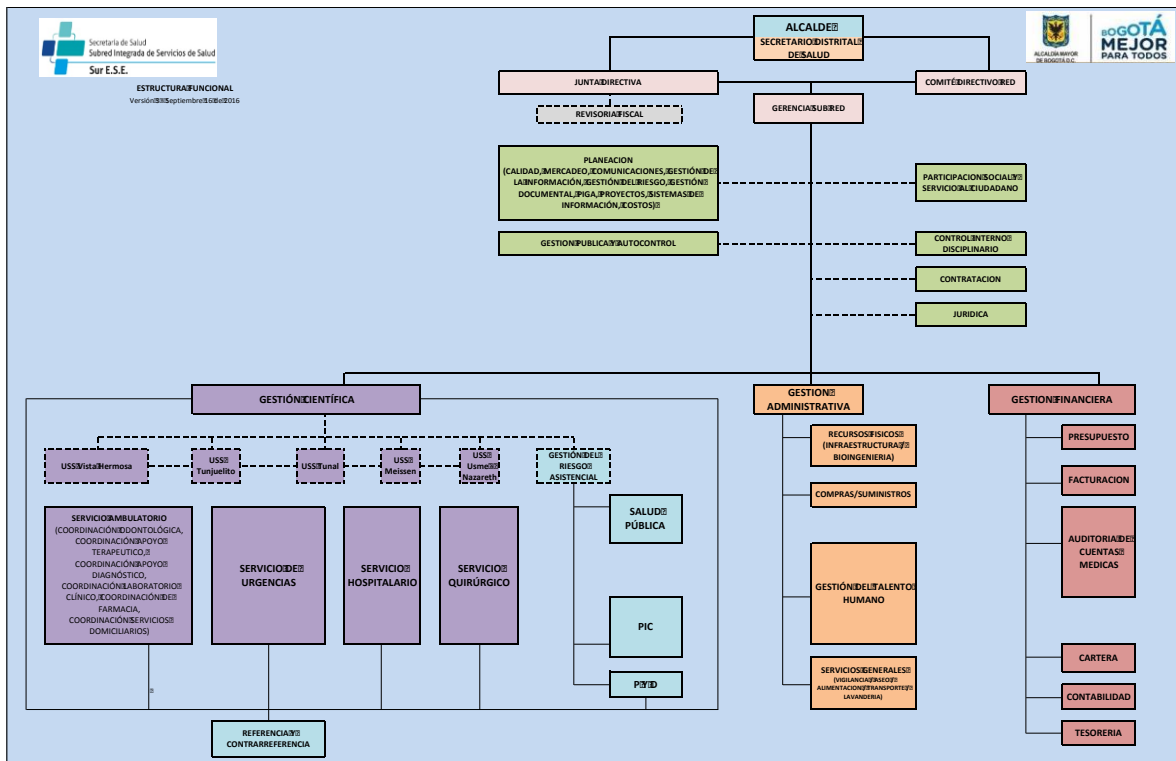 Secretaría de Salud
Subred Integrada de Servicios de Salud
Sur E.S.E.
ESTRUCTURA FUNCIONAL
Septiembre 16 de 2016
ALCALDE
SECRETARIO DISTRITAL
DE SALUD
ALCALDÍA MAYOR
DE BOGOTÁ D.C.
BOGOTÁ
MEJOR
PARA TODOS
JUNTA DIRECTIVA
COMITÉ DIRECTIVO RED
REVISORIA FISCAL
GERENCIA SUB RED
PLANEACION
(CALIDAD, MERCADEO, COMUNICACIONES, GESTIÓN DE
LA INFORMACIÓN, GESTIÓN DEL RIESGO, GESTIÓN
DOCUMENTAL, PIGA, PROYECTOS, SISTEMAS DE
INFORMACIÓN, COSTOS)
PARTICIPACION SOCIAL Y
SERVICIO AL CIUDADANO
GESTION PUBLICA Y AUTOCONTROL
CONTROL INTERNO
DISCIPLINARIO
CONTRATACION
JURIDICA
GESTIÓN CIENTÍFICA
GESTION
ADMINISTRATIVA
GESTION FINANCIERA
USS Vista Hermosa
USS
Tunjuelito
USS Tunal
USS
Meissen
USS
Usme
Nazareth
GESTIÓN DEL
RIESGO
ASISTENCIAL
RECURSOS FISICOS
(INFRAESTRUCTURA /
BIOINGENIERIA)
PRESUPUESTO
FACTURACION
COMPRAS/SUMINISTROS
SERVICIO AMBULATORIO
(COORDINACIÓN ODONTOLÓGICA,
COORDINACIÓN APOYO
TERAPEUTICO,
COORDINACIÓN APOYO
DIAGNÓSTICO,
COORDINACIÓN LABORATORIO
CLÍNICO, COORDINACIÓN DE
FARMACIA,
COORDINACIÓN SERVICIOS
DOMICILIARIOS)
SERVICIO DE
URGENCIAS
SERVICIO
HOSPITALARIO
SERVICIO
QUIRÚRGICO
SALUD
PÚBLICA
AUDITORIA DE
CUENTAS
MEDICAS
GESTIÓN DEL TALENTO
HUMANO
PIC
P Y D
SERVICIOS GENERALES
(VIGILANCIA / ASEO /
ALIMENTACION / TRANSPORTE /
LAVANDERIA)
CARTERA
CONTABILIDAD
TESORERIA
REFERENCIA Y
CONTRARREFERENCIA